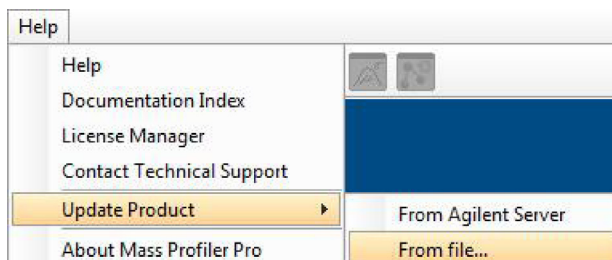 Help
Help
Documentation Index
License Manager
Contact Technical Support
Update Product
From Agilent Server
About Mass Profiler Pro
From file...